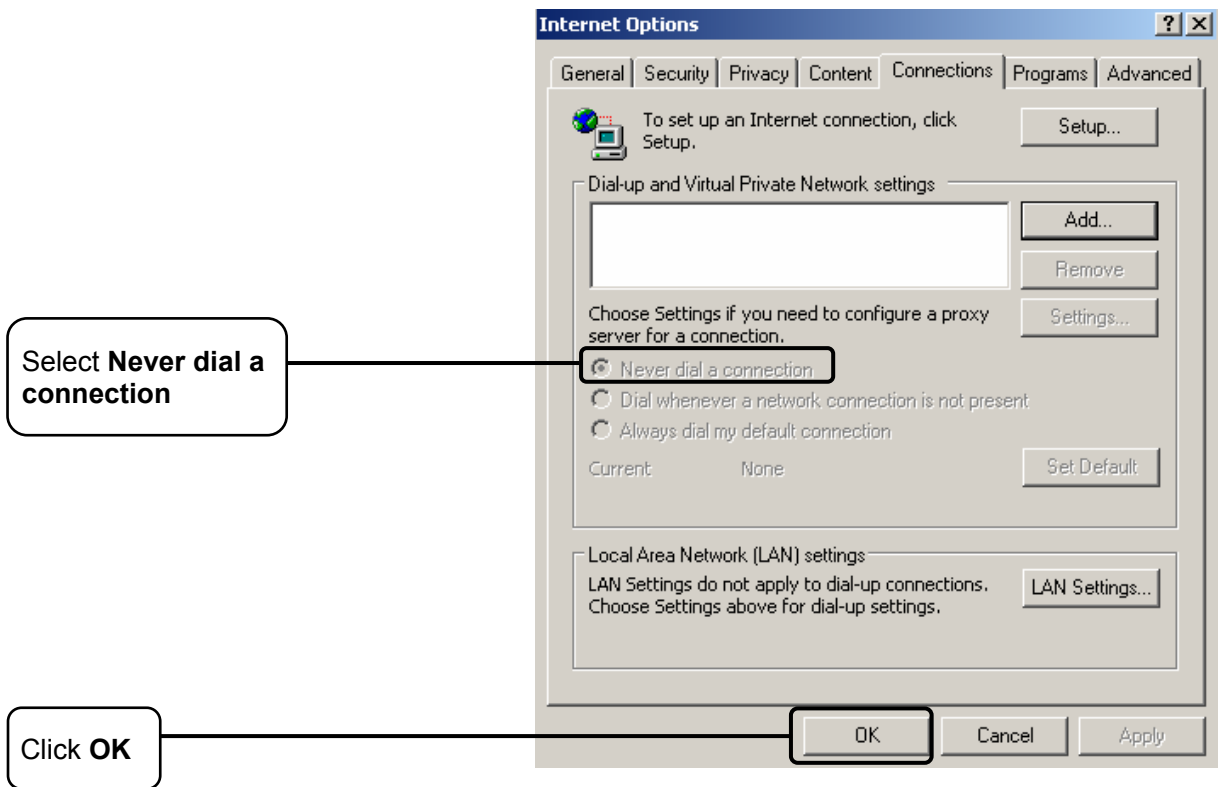 Internet Options
General Security Privacy Content Connections Programs Advanced
To set up an Internet connection, click
Setup.
Setup...
Dial-up and Virtual Private Network settings
Add...
Remove
Choose Settings if you need to configure a proxy
server for a connection.
Settings...
Select Never dial a
connection
Never dial a connection
Dial whenever a network connection is not present
Always dial my default connection
Current None
Set Default
Local Area Network (LAN) settings
LAN Settings do not apply to dial-up connections.
Choose Settings above for dial-up settings.
LAN Settings...
Click OK
OK Cancel Apply